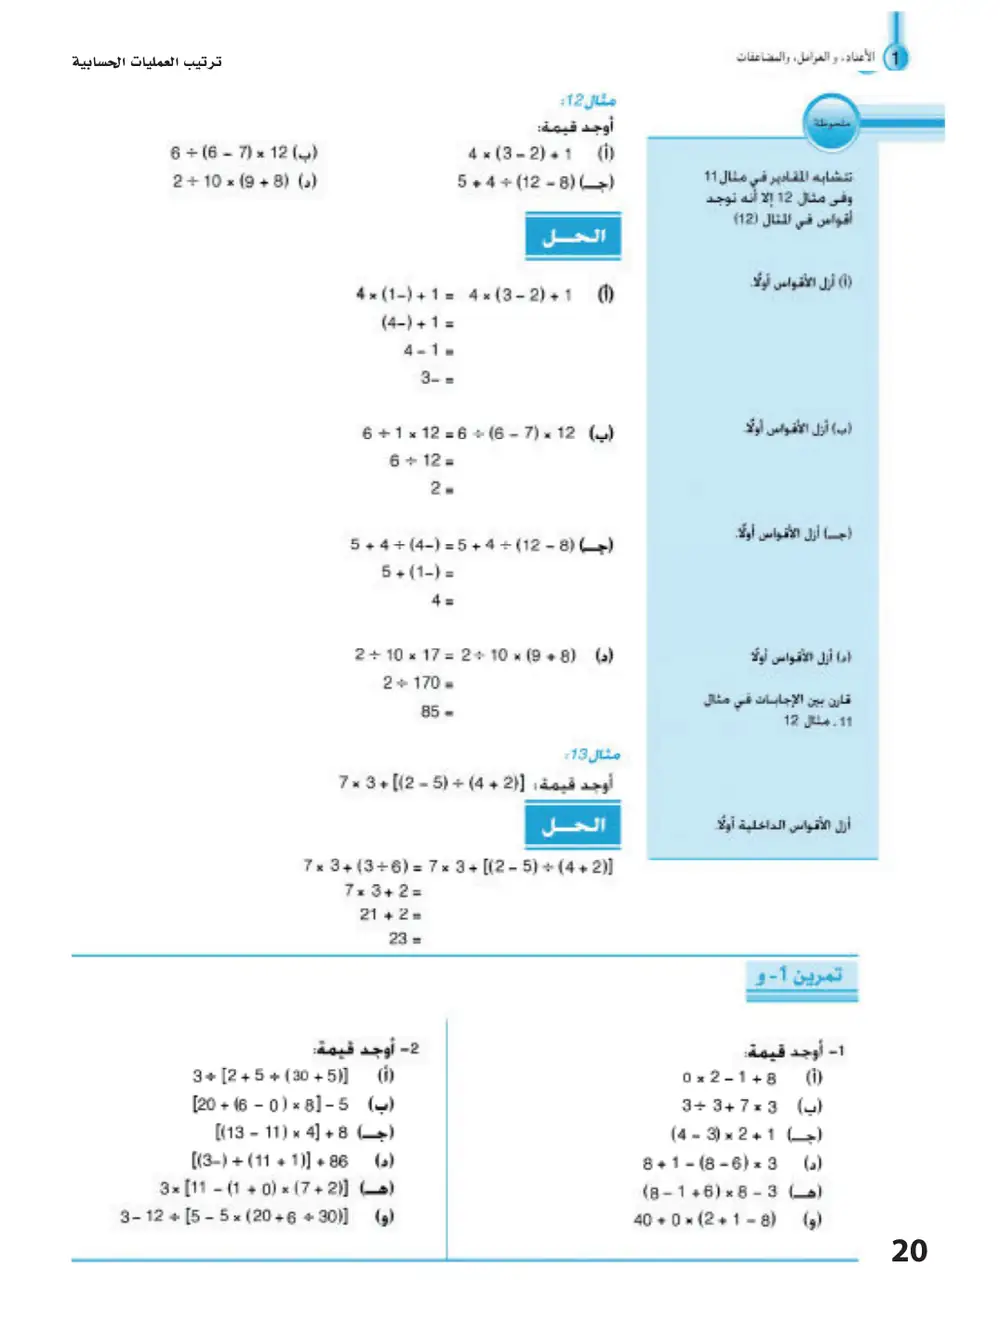 1 الأعداد، و العوامل، والمضاعفات
ترتيب العمليات الحسابية
ملحوظة
تتشابه المقادير في مثال 11
وفي مثال 12 إلا أنه توجد
أقواس في المثال (12)
(أ) أزل الأقواس أولًا.
(ب) أزل الأقواس أولًا.
(جـ) أزل الأقواس أولًا.
(د) أزل الأقواس أولًا
قارن بين الإجابات في مثال
11 ، مثال 12
أزل الأقواس الداخلية أولًا.
مثال 12:
أوجد قيمة:
(أ) 4 × (3 – 2) + 1
(ب) 6 ÷ (6 – 7) × 12
(جـ) 5 + 4 ÷ (12 – 8)
(د) 2 ÷ 10 × (9 + 8)
الحــل
(أ) 4 × (1–) + 1 = 4 × (3 – 2) + 1
(4–) + 1 =
4 – 1 =
3– =
(ب) 6 ÷ 1 × 12 = 6 ÷ (6 – 7) × 12
6 ÷ 12 =
2 =
(جـ) 5 + 4 ÷ (4–) = 5 + 4 ÷ (12 – 8)
5 + (1–) =
4 =
(د) 2 ÷ 10 × 17 = 2 ÷ 10 × (9 + 8)
2 ÷ 170 =
85 =
مثال 13:
أوجد قيمة: 7 × 3 + [(2 – 5) ÷ (4 + 2)]
الحــل
7 × 3 + (3 ÷ 6) = 7 × 3 + [(2 – 5) ÷ (4 + 2)]
7 × 3 + 2 =
21 + 2 =
23 =
تمرين 1- و
1- أوجد قيمة:
(أ) 0 × 2 – 1 + 8
(ب) 3 ÷ 3 + 7 × 3
(جـ) (4 – 3) × 2 + 1
(د) 8 + 1 – (8 – 6) × 3
(هـ) (8 – 1 + 6) × 8 – 3
(و) 40 + 0 × (2 + 1 – 8)
2- أوجد قيمة:
(أ) 3 ÷ [2 + 5 ÷ (30 + 5)]
(ب) [20 + (6 – 0) × 8] – 5
(جـ) [(13 – 11) × 4] + 8
(د) [(3–) ÷ (11 + 1)] + 86
(هـ) 3 × [11 – (1 + 0) × (7 + 2)]
(و) 3 – 12 ÷ [5 – 5 × (20 + 6 ÷ 30)]
20